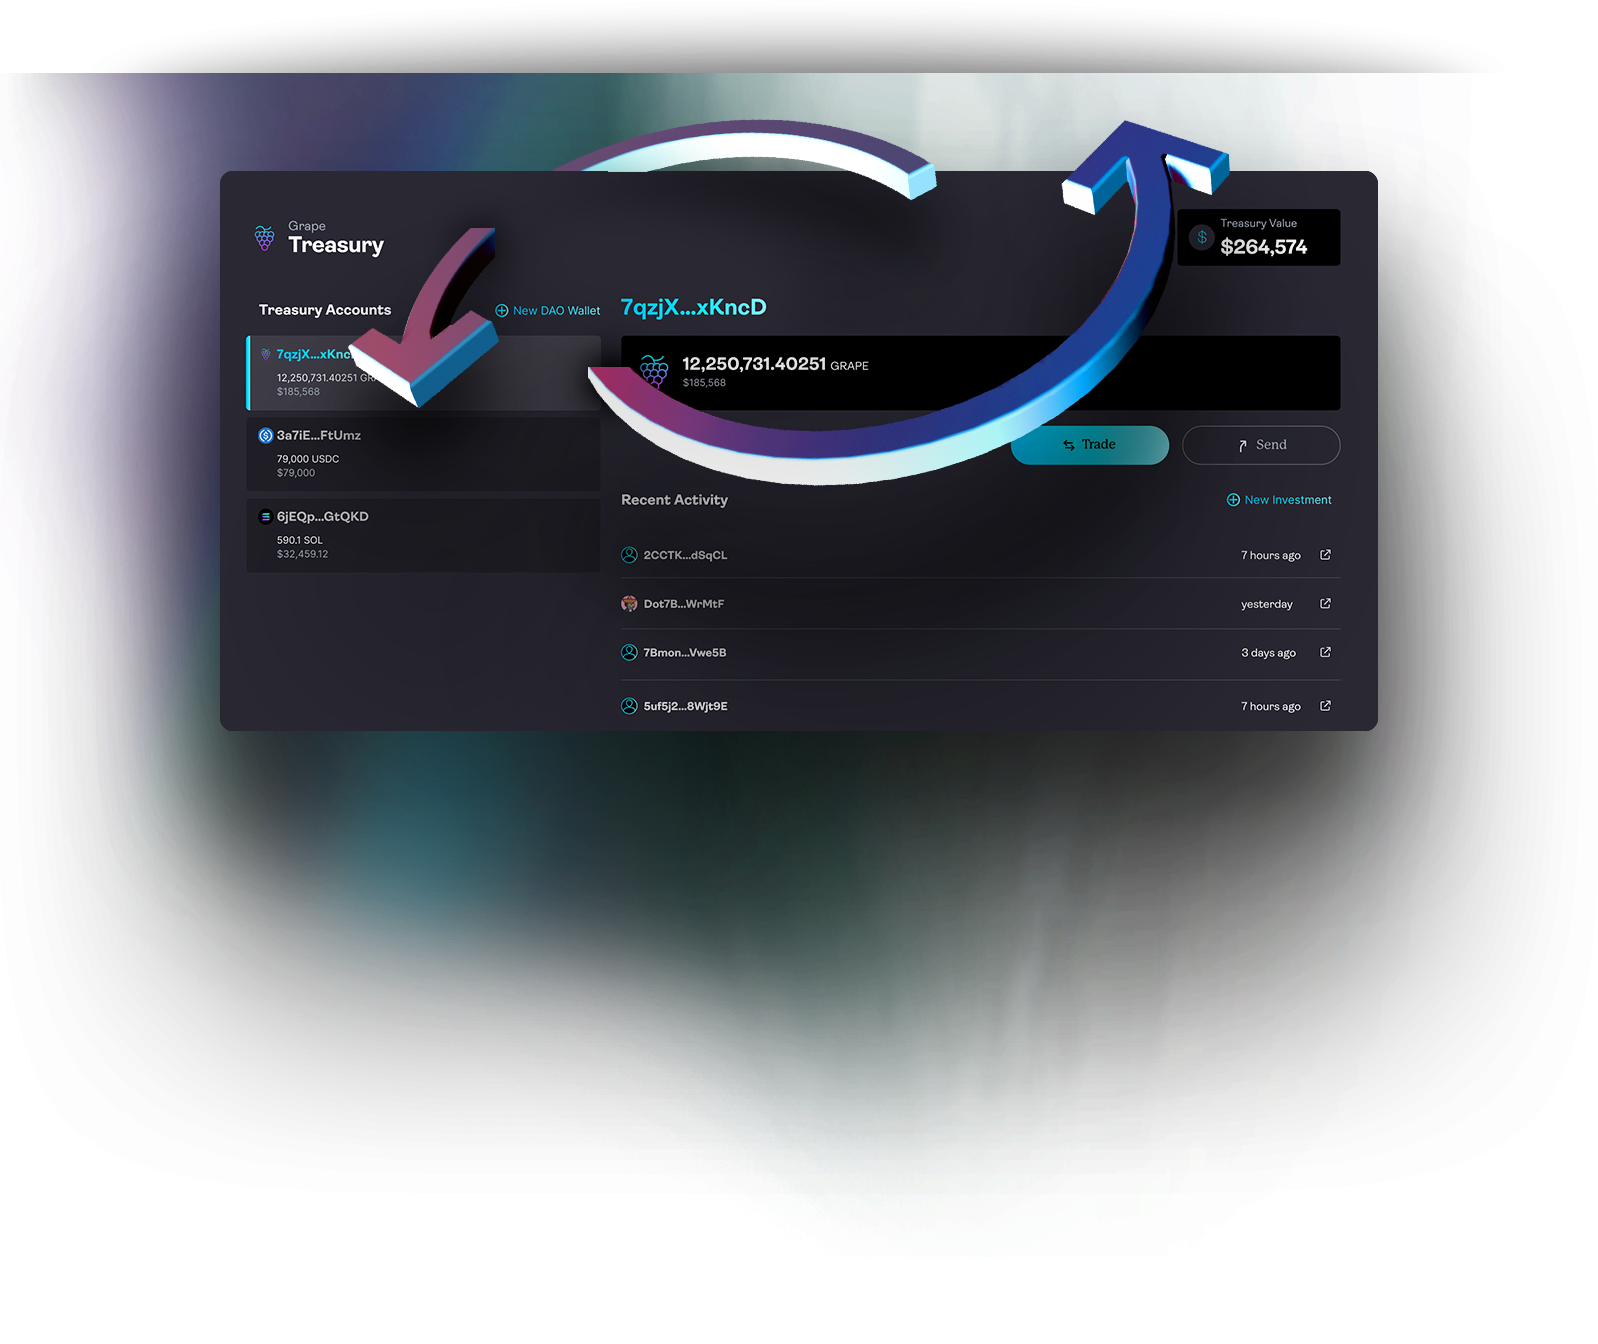 Grape
Treasury
Treasury Value
$264,574
Treasury Accounts
New DAO Wallet
7qzjX...xKnc
12,250,731.40251 GR
$185,568
3a7iE...FtUmz
79,000 USDC
$79,000
6jEQp...GtQKD
590.1 SOL
$32,459.12
7qzjX...xKncD
12,250,731.40251 GRAPE
$185,568
Trade
Send
Recent Activity
New Investment
2CCTK...dSqCL
7 hours ago
Dot7B...WrMtF
yesterday
7Bmon...Vwe5B
3 days ago
5uf5j2...8Wjt9E
7 hours ago